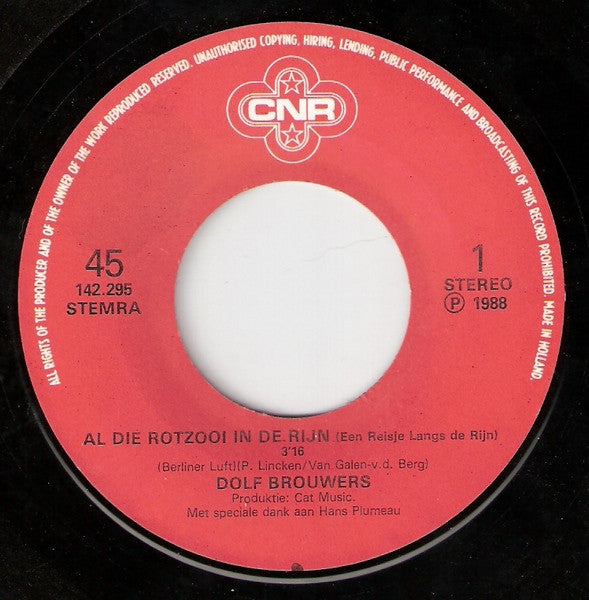 ALL RIGHTS OF THE PRODUCER AND OF THE OWNER OF THE WORK REPRODUCED RESERVED. UNAUTHORISED COPYING, HIRING, LENDING, PUBLIC PERFORMANCE AND BROADCASTING OF THIS RECORD PROHIBITED. MADE IN HOLLAND.
CNR
45
142.295
STEMRA
1
STEREO
Ⓟ 1988
AL DIE ROTZOOI IN DE RIJN (Een Reisje Langs de Rijn)
3'16
(Berliner Luft)(P. Lincken/Van Galen-v.d. Berg)
DOLF BROUWERS
Produktie: Cat Music.
Met speciale dank aan Hans Plumeau